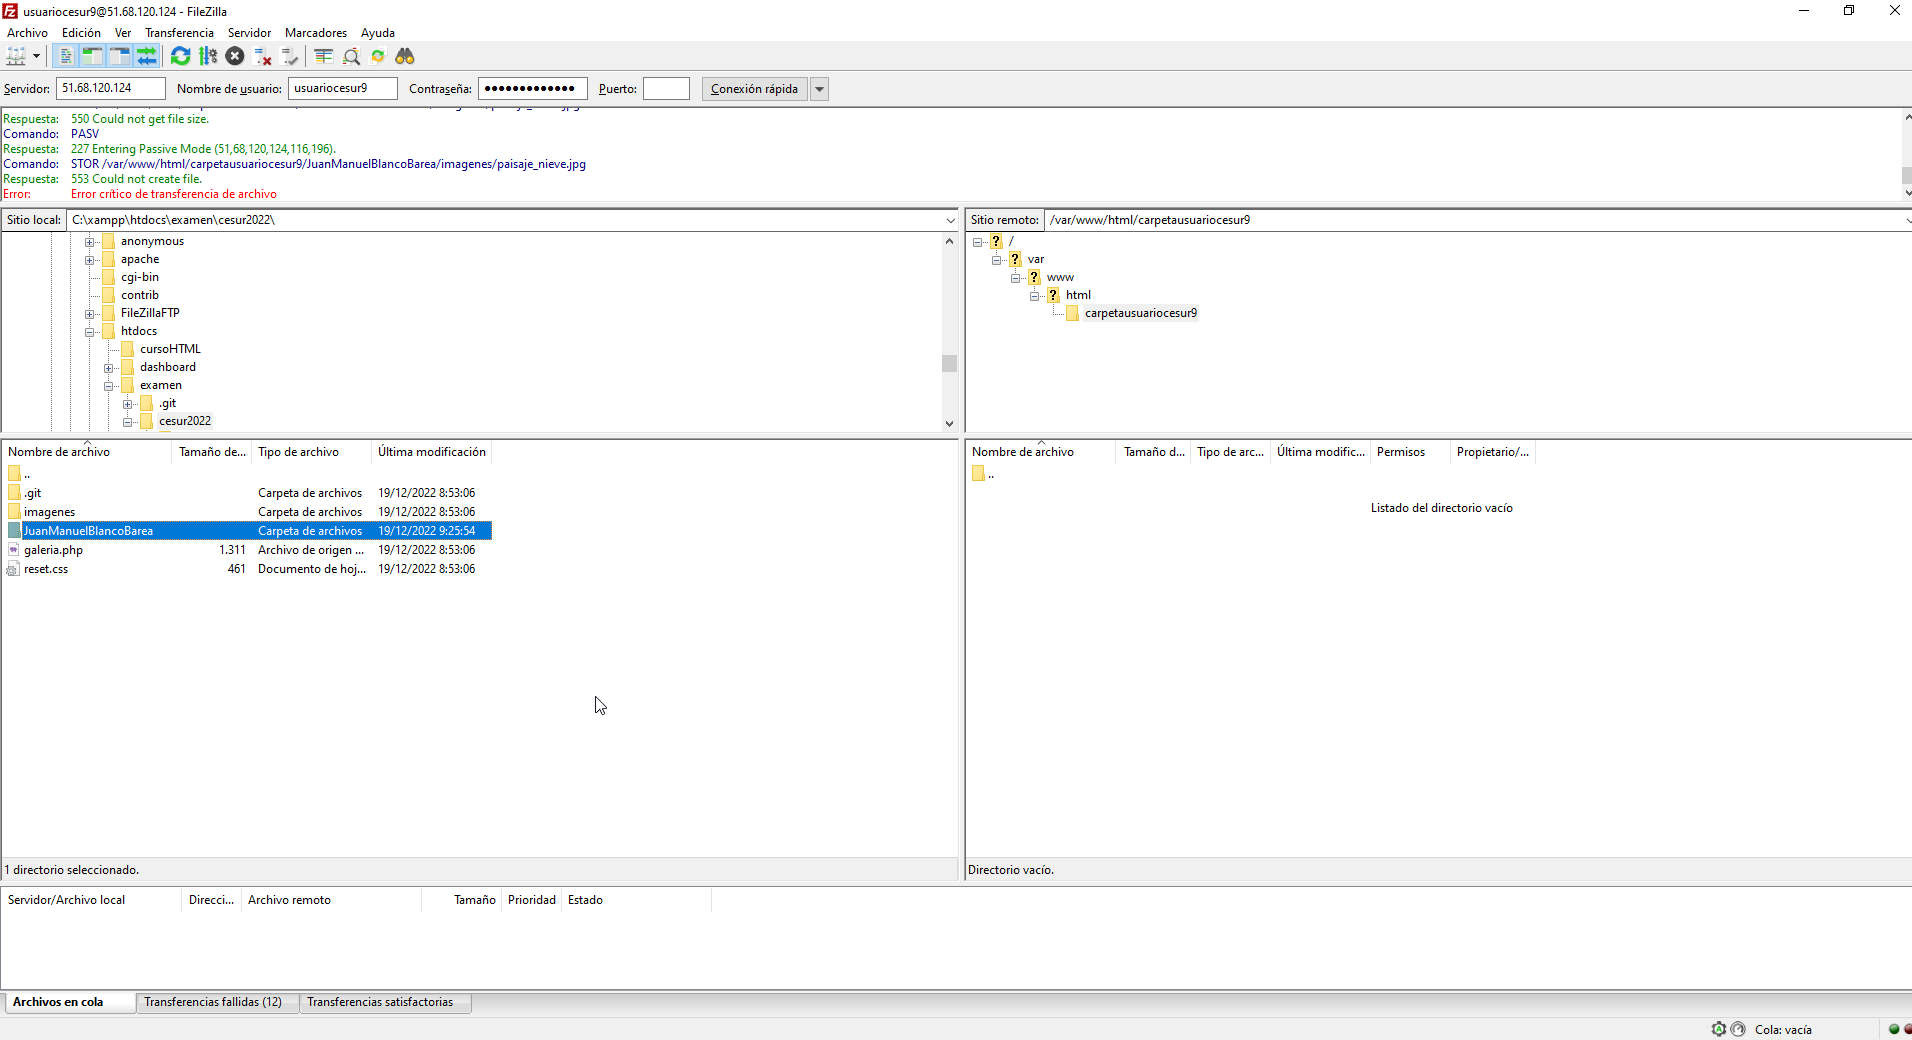 usuariocesur9@51.68.120.124 - FileZilla
Archivo Edición Ver Transferencia Servidor Marcadores Ayuda
Servidor: 51.68.120.124 Nombre de usuario: usuariocesur9 Contraseña: ●●●●●●●●●●●●● Puerto: Conexión rápida
Respuesta: 550 Could not get file size.
Comando: PASV
Respuesta: 227 Entering Passive Mode (51,68,120,124,116,196).
Comando: STOR /var/www/html/carpetausuariocesur9/JuanManuelBlancoBarea/imagenes/paisaje_nieve.jpg
Respuesta: 553 Could not create file.
Error: Error crítico de transferencia de archivo
Sitio local: C:\xampp\htdocs\examen\cesur2022\
anonymous
apache
cgi-bin
contrib
FileZillaFTP
htdocs
cursoHTML
dashboard
examen
.git
cesur2022
Sitio remoto: /var/www/html/carpetausuariocesur9
/
var
www
html
carpetausuariocesur9
Nombre de archivo Tamaño de... Tipo de archivo Última modificación
..
.git Carpeta de archivos 19/12/2022 8:53:06
imagenes Carpeta de archivos 19/12/2022 8:53:06
JuanManuelBlancoBarea Carpeta de archivos 19/12/2022 9:25:54
galeria.php 1.311 Archivo de origen ... 19/12/2022 8:53:06
reset.css 461 Documento de hoj... 19/12/2022 8:53:06
1 directorio seleccionado.
Nombre de archivo Tamaño d... Tipo de arc... Última modific... Permisos Propietario/...
..
Listado del directorio vacío
Directorio vacío.
Servidor/Archivo local Direcci... Archivo remoto Tamaño Prioridad Estado
Archivos en cola Transferencias fallidas (12) Transferencias satisfactorias
Cola: vacía